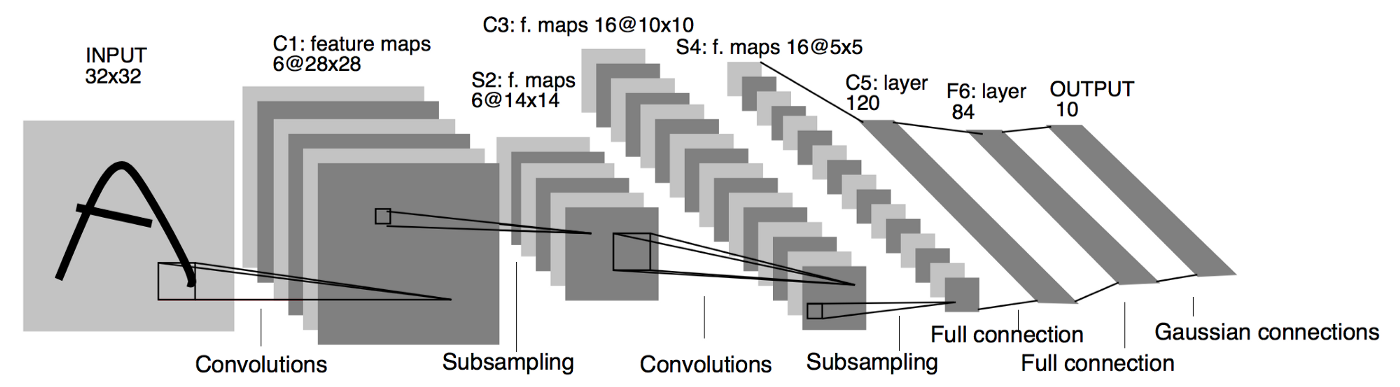 INPUT
32x32
C1: feature maps
6@28x28
S2: f. maps
6@14x14
C3: f. maps 16@10x10
S4: f. maps 16@5x5
C5: layer
120
F6: layer
84
OUTPUT
10
Convolutions
Subsampling
Convolutions
Subsampling
Full connection
Full connection
Gaussian connections